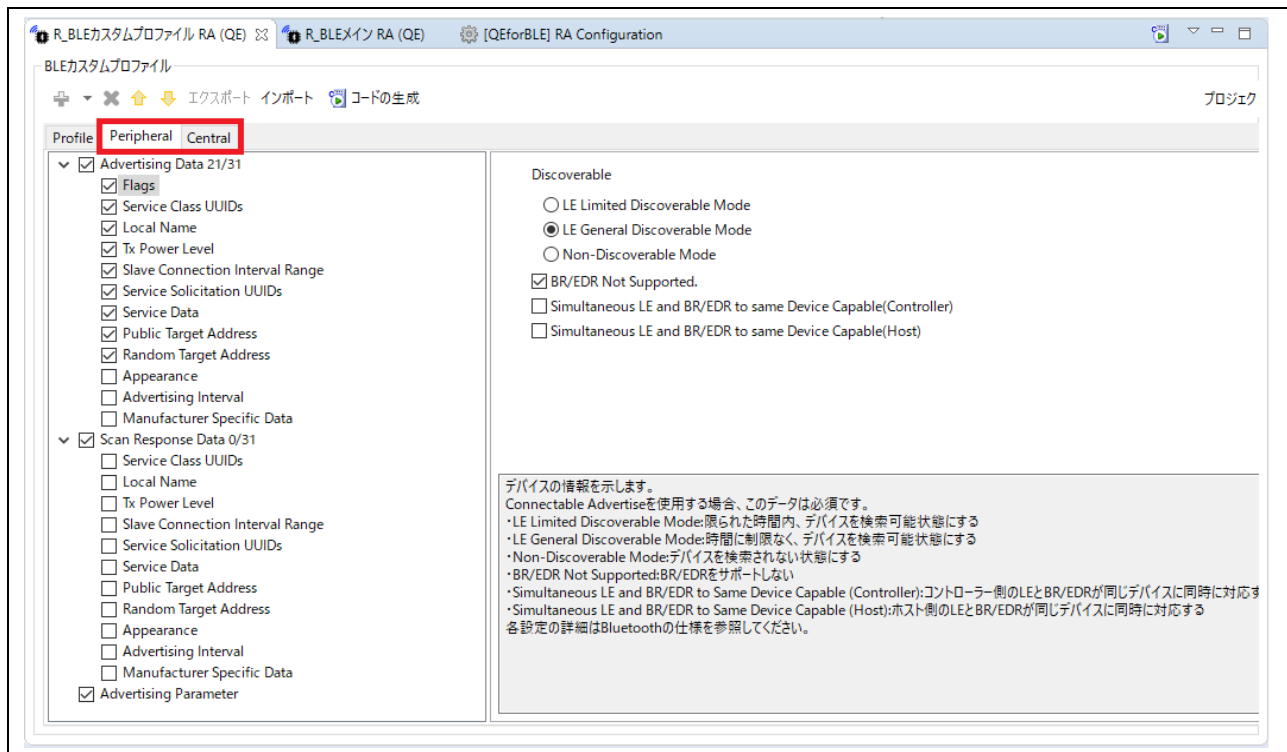 R_BLEカスタムプロファイル RA (QE) R_BLEメイン RA (QE) [QEforBLE] RA Configuration
BLEカスタムプロファイル
エクスポート インポート コードの生成 プロジェク
Profile Peripheral Central
Advertising Data 21/31
Flags
Service Class UUIDs
Local Name
Tx Power Level
Slave Connection Interval Range
Service Solicitation UUIDs
Service Data
Public Target Address
Random Target Address
Appearance
Advertising Interval
Manufacturer Specific Data
Scan Response Data 0/31
Service Class UUIDs
Local Name
Tx Power Level
Slave Connection Interval Range
Service Solicitation UUIDs
Service Data
Public Target Address
Random Target Address
Appearance
Advertising Interval
Manufacturer Specific Data
Advertising Parameter
Discoverable
LE Limited Discoverable Mode
LE General Discoverable Mode
Non-Discoverable Mode
BR/EDR Not Supported.
Simultaneous LE and BR/EDR to same Device Capable(Controller)
Simultaneous LE and BR/EDR to same Device Capable(Host)
デバイスの情報を示します。
Connectable Advertiseを使用する場合、このデータは必須です。
・LE Limited Discoverable Mode:限られた時間内、デバイスを検索可能状態にする
・LE General Discoverable Mode:時間に制限なく、デバイスを検索可能状態にする
・Non-Discoverable Mode:デバイスを検索されない状態にする
・BR/EDR Not Supported:BR/EDRをサポートしない
・Simultaneous LE and BR/EDR to Same Device Capable (Controller):コントローラー側のLEとBR/EDRが同じデバイスに同時に対応す
・Simultaneous LE and BR/EDR to Same Device Capable (Host):ホスト側のLEとBR/EDRが同じデバイスに同時に対応する
各設定の詳細はBluetoothの仕様を参照してください。